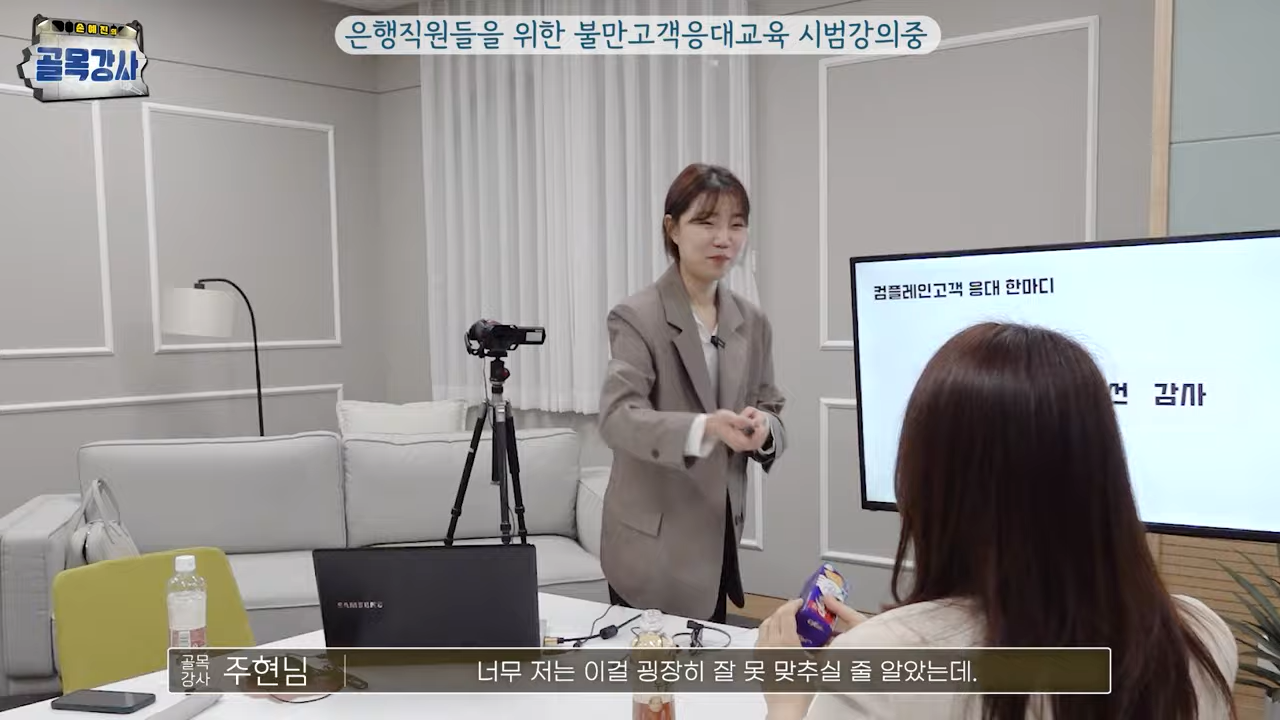 손예진의
골목강사
은행직원들을 위한 불만고객응대교육 시범강의중
컴플레인고객 응대 한마디
선 감사
SAMSUNG
골목
강사
주현님
너무 저는 이걸 굉장히 잘 못 맞추실 줄 알았는데.